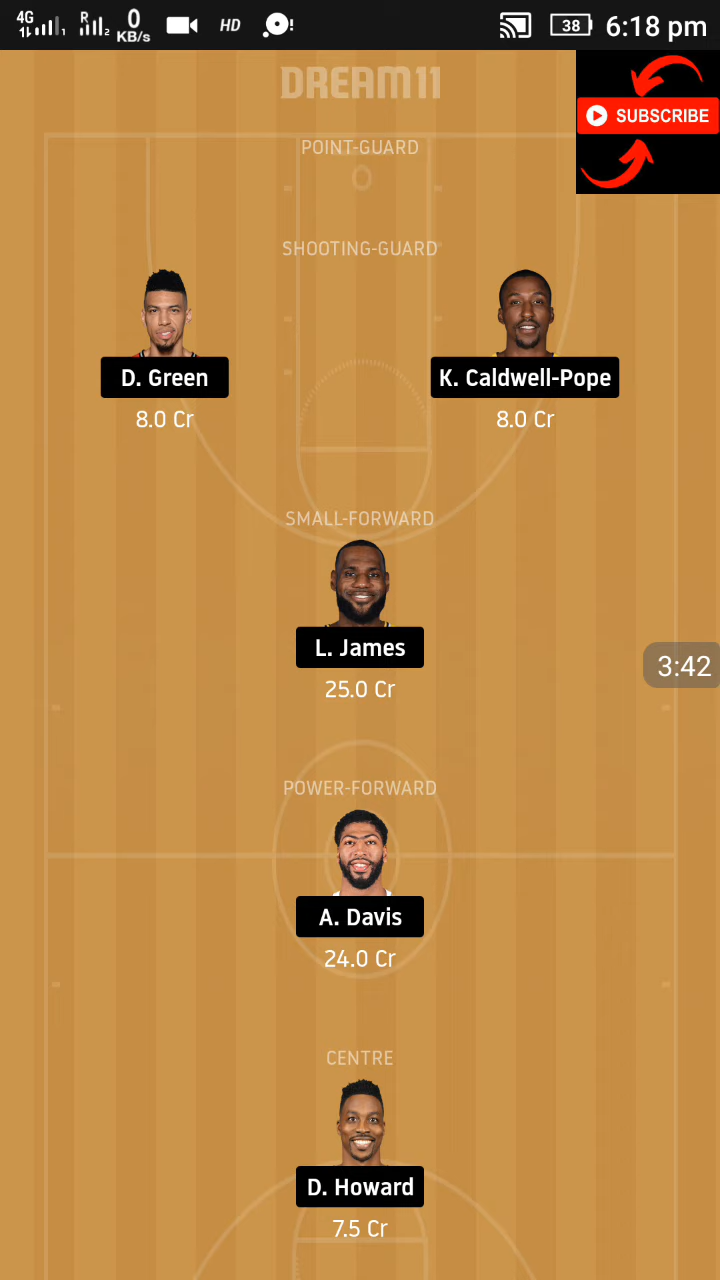 4G
R
1
2
0
KB/s
HD
38
6:18 pm
DREAM11
SUBSCRIBE
POINT-GUARD
SHOOTING-GUARD
D. Green
K. Caldwell-Pope
8.0 Cr
8.0 Cr
SMALL-FORWARD
L. James
25.0 Cr
3:42
POWER-FORWARD
A. Davis
24.0 Cr
CENTRE
D. Howard
7.5 Cr